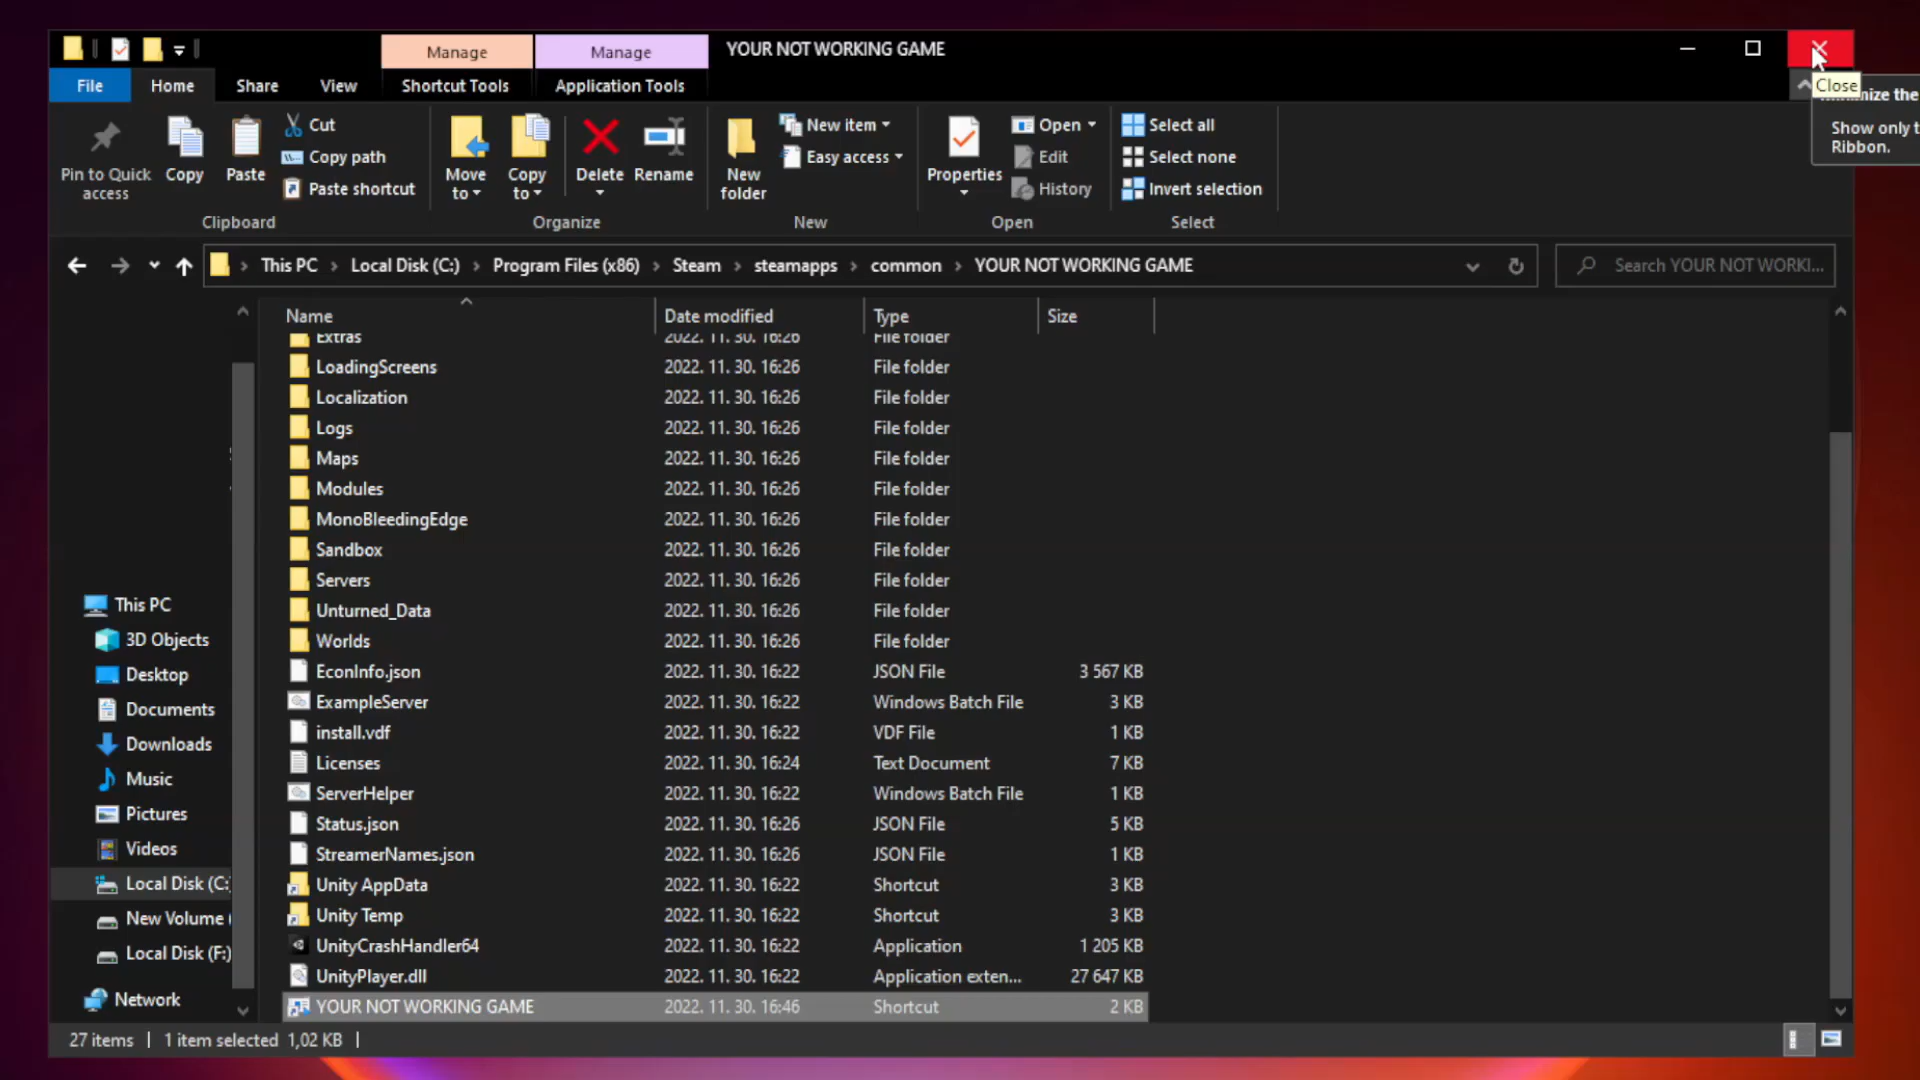 Manage
Manage
YOUR NOT WORKING GAME
File
Home
Share
View
Shortcut Tools
Application Tools
Close
the
Show only t
Ribbon.
Pin to Quick
access
Copy
Paste
Cut
Copy path
Paste shortcut
Clipboard
Move
to
Copy
to
Delete
Rename
Organize
New
folder
New item
Easy access
New
Properties
Open
Edit
History
Open
Select all
Select none
Invert selection
Select
This PC
Local Disk (C:)
Program Files (x86)
Steam
steamapps
common
YOUR NOT WORKING GAME
Search YOUR NOT WORKI...
This PC
3D Objects
Desktop
Documents
Downloads
Music
Pictures
Videos
Local Disk (C:
New Volume (
Local Disk (F:)
Network
Name Date modified Type Size
Extras 2022. 11. 30. 16:26 File folder
LoadingScreens 2022. 11. 30. 16:26 File folder
Localization 2022. 11. 30. 16:26 File folder
Logs 2022. 11. 30. 16:26 File folder
Maps 2022. 11. 30. 16:26 File folder
Modules 2022. 11. 30. 16:26 File folder
MonoBleedingEdge 2022. 11. 30. 16:26 File folder
Sandbox 2022. 11. 30. 16:26 File folder
Servers 2022. 11. 30. 16:26 File folder
Unturned_Data 2022. 11. 30. 16:26 File folder
Worlds 2022. 11. 30. 16:26 File folder
EconInfo.json 2022. 11. 30. 16:22 JSON File 3 567 KB
ExampleServer 2022. 11. 30. 16:22 Windows Batch File 3 KB
install.vdf 2022. 11. 30. 16:22 VDF File 1 KB
Licenses 2022. 11. 30. 16:24 Text Document 7 KB
ServerHelper 2022. 11. 30. 16:22 Windows Batch File 1 KB
Status.json 2022. 11. 30. 16:26 JSON File 5 KB
StreamerNames.json 2022. 11. 30. 16:26 JSON File 1 KB
Unity AppData 2022. 11. 30. 16:22 Shortcut 3 KB
Unity Temp 2022. 11. 30. 16:22 Shortcut 3 KB
UnityCrashHandler64 2022. 11. 30. 16:22 Application 1 205 KB
UnityPlayer.dll 2022. 11. 30. 16:22 Application exten... 27 647 KB
YOUR NOT WORKING GAME 2022. 11. 30. 16:46 Shortcut 2 KB
27 items 1 item selected 1,02 KB